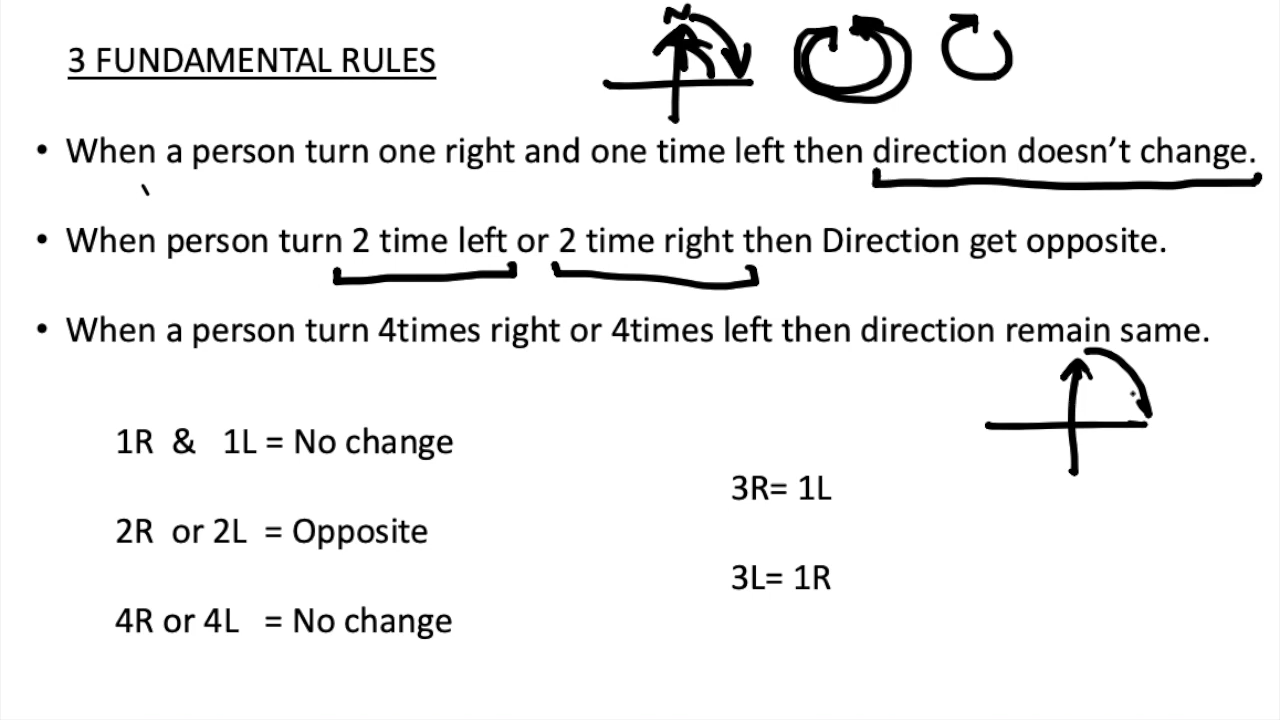 N
3 FUNDAMENTAL RULES
• When a person turn one right and one time left then direction doesn’t change.
• When person turn 2 time left or 2 time right then Direction get opposite.
• When a person turn 4times right or 4times left then direction remain same.
1R & 1L = No change
3R= 1L
2R or 2L = Opposite
3L= 1R
4R or 4L = No change